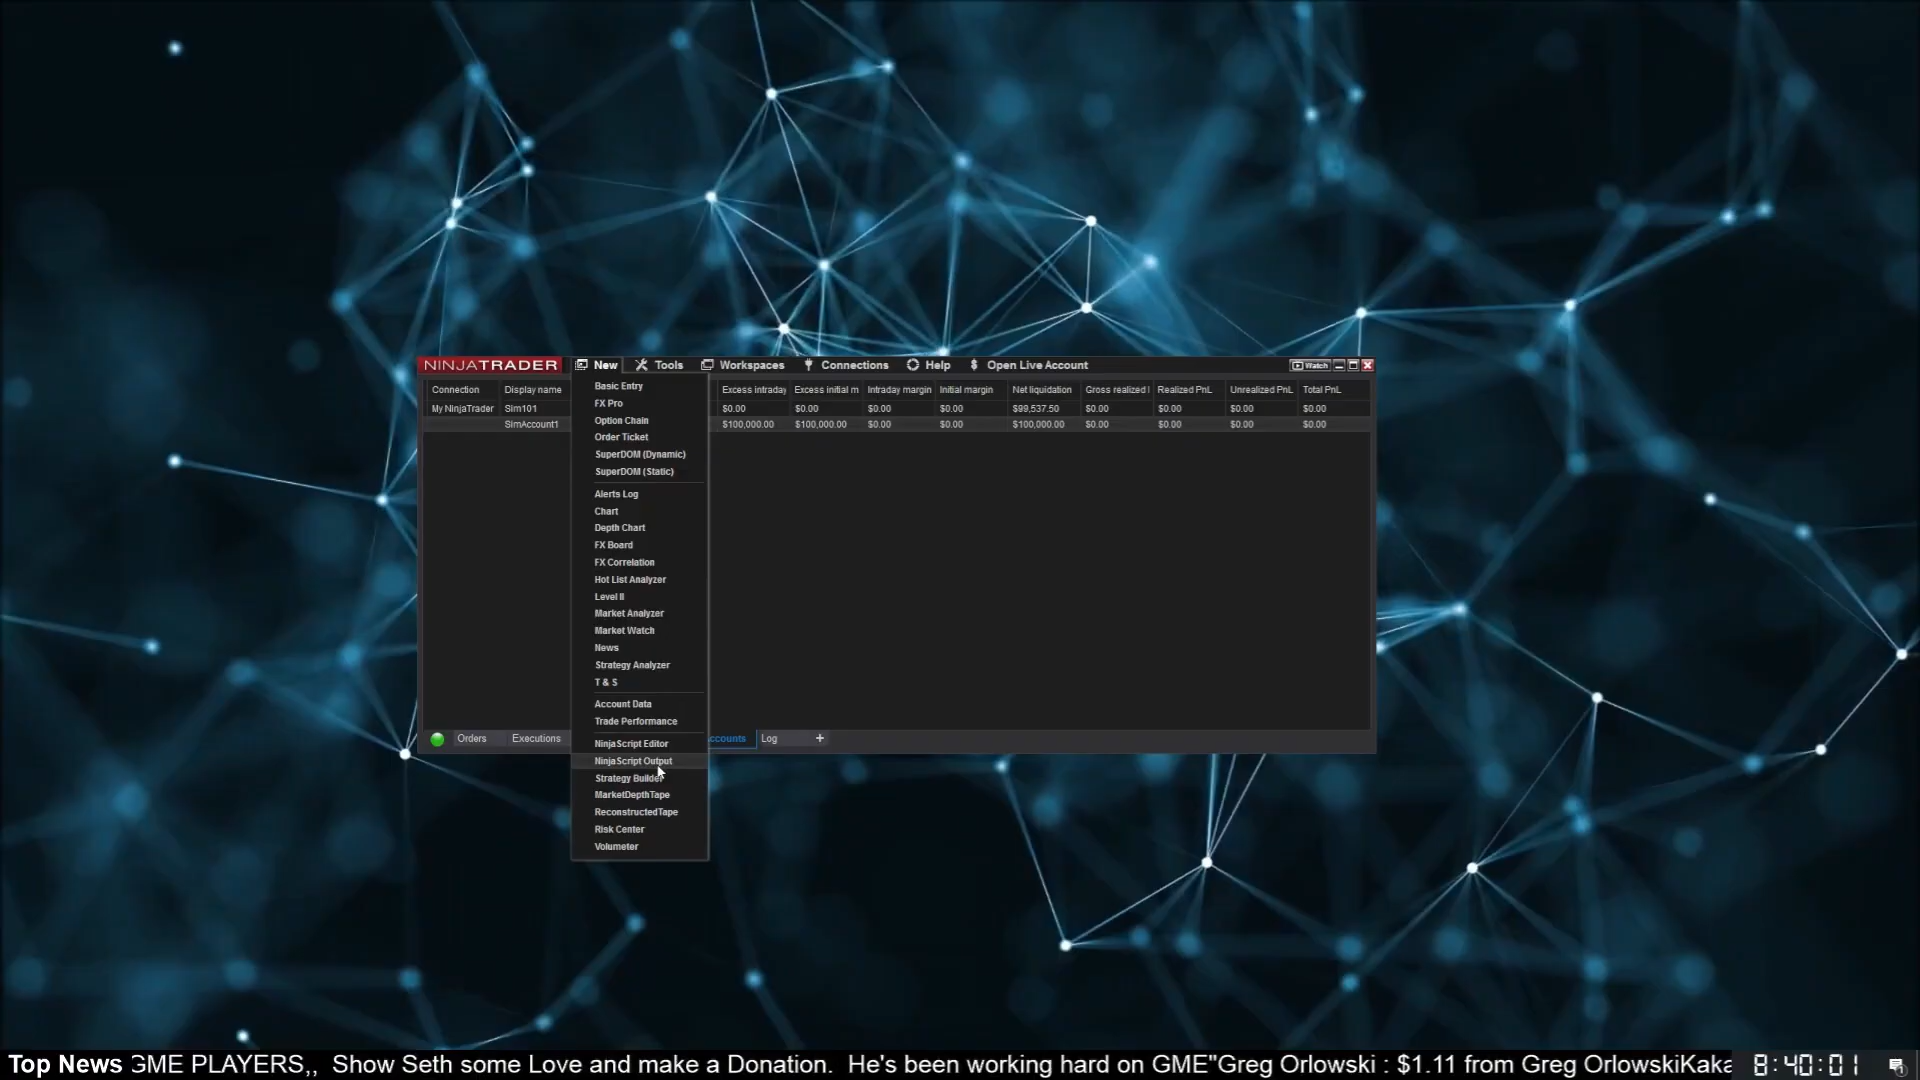 NINJATRADER New Tools Workspaces Connections Help $ Open Live Account Watch
Connection Display name Excess intraday Excess initial m Intraday margin Initial margin Net liquidation Gross realized Realized PnL Unrealized PnL Total PnL
My NinjaTrader Sim101 $0.00 $0.00 $0.00 $0.00 $99,537.50 $0.00 $0.00 $0.00 $0.00
SimAccount1 $100,000.00 $100,000.00 $0.00 $0.00 $100,000.00 $0.00 $0.00 $0.00 $0.00
Basic Entry
FX Pro
Option Chain
Order Ticket
SuperDOM (Dynamic)
SuperDOM (Static)
Alerts Log
Chart
Depth Chart
FX Board
FX Correlation
Hot List Analyzer
Level II
Market Analyzer
Market Watch
News
Strategy Analyzer
T & S
Account Data
Trade Performance
NinjaScript Editor
NinjaScript Output
Strategy Builder
MarketDepthTape
ReconstructedTape
Risk Center
Volumeter
Orders Executions ccounts Log +
Top News GME PLAYERS,, Show Seth some Love and make a Donation. He's been working hard on GME"Greg Orlowski : $1.11 from Greg OrlowskiKaka 8:40:01